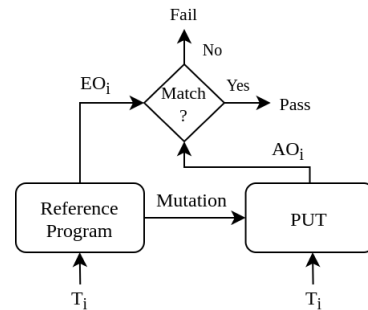 Fail
No
EOi
Match
?
Yes
Pass
AOi
Reference
Program
Mutation
PUT
Ti
Ti